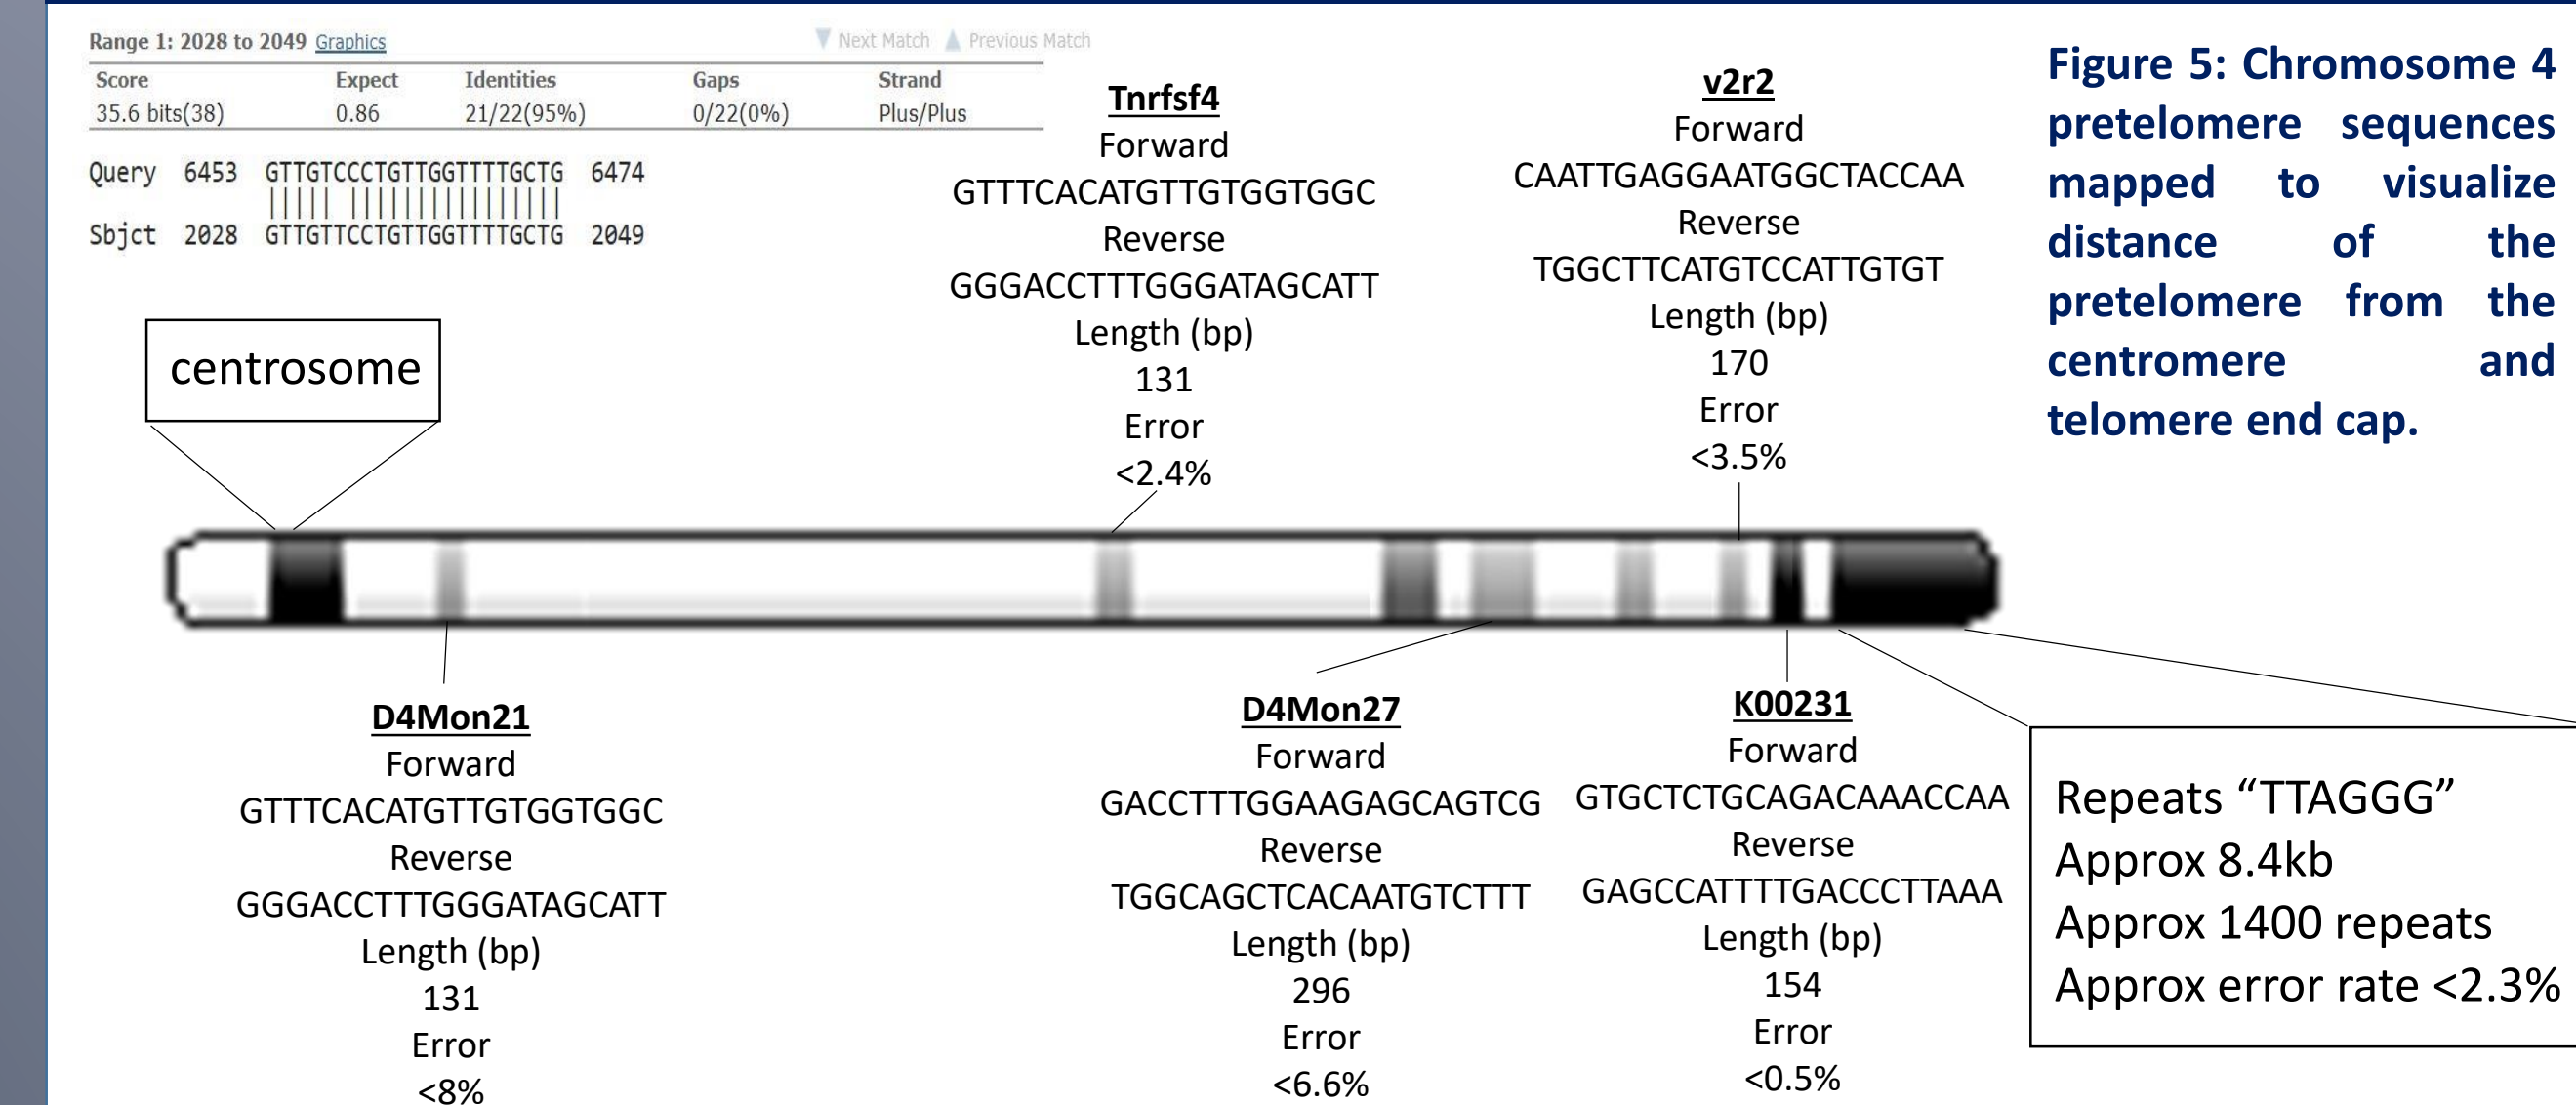 Range 1: 2028 to 2049 Graphics
Next Match Previous Match
Score Expect Identities Gaps Strand
35.6 bits(38) 0.86 21/22(95%) 0/22(0%) Plus/Plus
Query 6453 GTTGTCCCTGTTGGTTTTGCTG 6474
Sbjct 2028 GTTGTTCCTGTTGGTTTTGCTG 2049
centrosome
Tnrfsf4
Forward
GTTTCACATGTTGTGGTGGC
Reverse
GGGACCTTTGGGATAGCATT
Length (bp)
131
Error
<2.4%
v2r2
Forward
CAATTGAGGAATGGCTACCAA
Reverse
TGGCTTCATGTCCATTGTGT
Length (bp)
170
Error
<3.5%
Figure 5: Chromosome 4
pretelomere sequences
mapped to visualize
distance of the
pretelomere from the
centromere and
telomere end cap.
D4Mon21
Forward
GTTTCACATGTTGTGGTGGC
Reverse
GGGACCTTTGGGATAGCATT
Length (bp)
131
Error
<8%
D4Mon27
Forward
GACCTTTGGAAGAGCAGTCG
Reverse
TGGCAGCTCACAATGTCTTT
Length (bp)
296
Error
<6.6%
K00231
Forward
GTGCTCTGCAGACAAACCAA
Reverse
GAGCCATTTTGACCCTTAAA
Length (bp)
154
Error
<0.5%
Repeats “TTAGGG”
Approx 8.4kb
Approx 1400 repeats
Approx error rate <2.3%